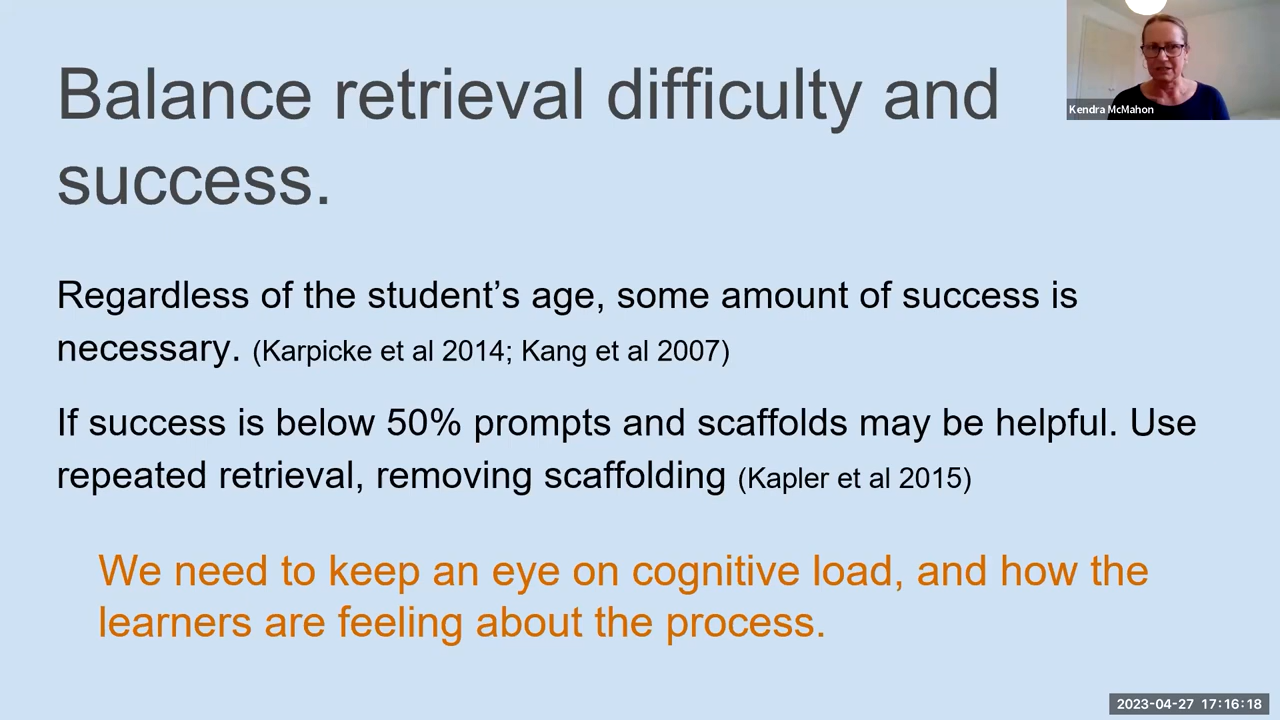 Balance retrieval difficulty and
success.
Kendra McMahon
Regardless of the student’s age, some amount of success is
necessary. (Karpicke et al 2014; Kang et al 2007)
If success is below 50% prompts and scaffolds may be helpful. Use
repeated retrieval, removing scaffolding (Kapler et al 2015)
We need to keep an eye on cognitive load, and how the
learners are feeling about the process.
2023-04-27 17:16:18